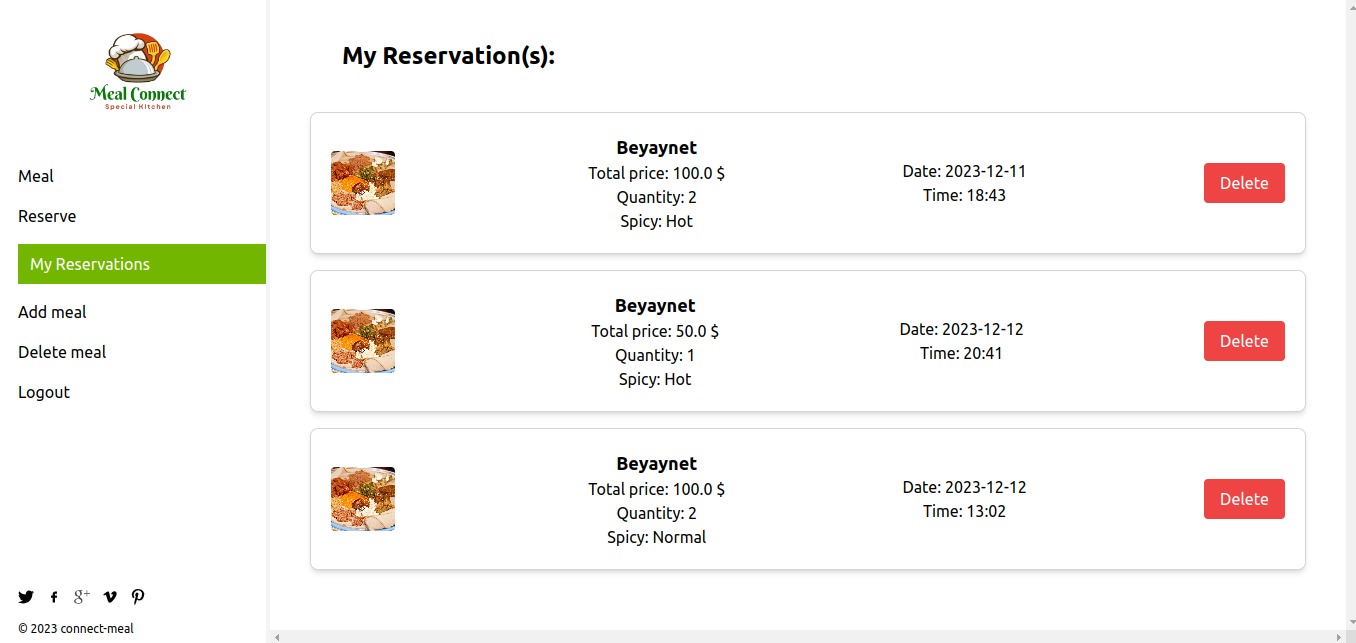 Meal Connect
Special Kitchen
Meal
Reserve
My Reservations
Add meal
Delete meal
Logout
© 2023 connect-meal
My Reservation(s):
Beyaynet
Total price: 100.0 $
Quantity: 2
Spicy: Hot
Date: 2023-12-11
Time: 18:43
Delete
Beyaynet
Total price: 50.0 $
Quantity: 1
Spicy: Hot
Date: 2023-12-12
Time: 20:41
Delete
Beyaynet
Total price: 100.0 $
Quantity: 2
Spicy: Normal
Date: 2023-12-12
Time: 13:02
Delete